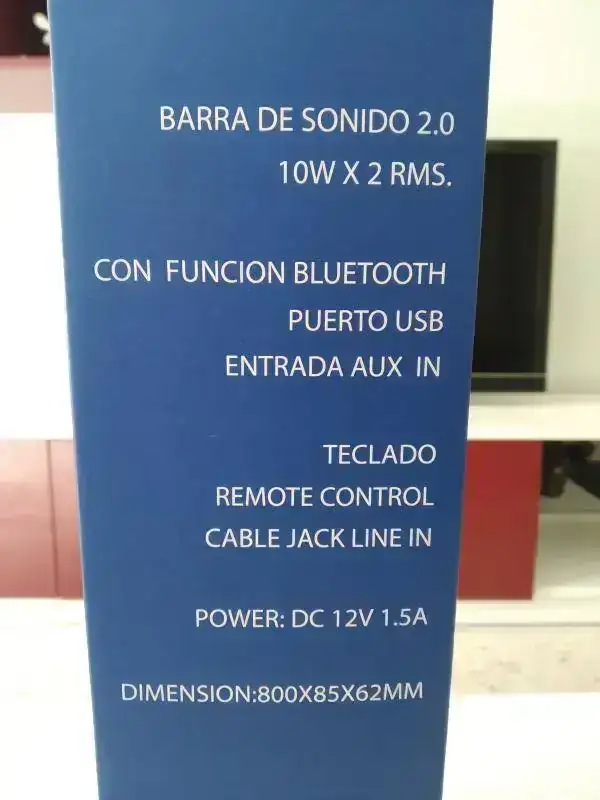 BARRA DE SONIDO 2.0
10W X 2 RMS.
CON FUNCION BLUETOOTH
PUERTO USB
ENTRADA AUX IN
TECLADO
REMOTE CONTROL
CABLE JACK LINE IN
POWER: DC 12V 1.5A
DIMENSION:800X85X62MM